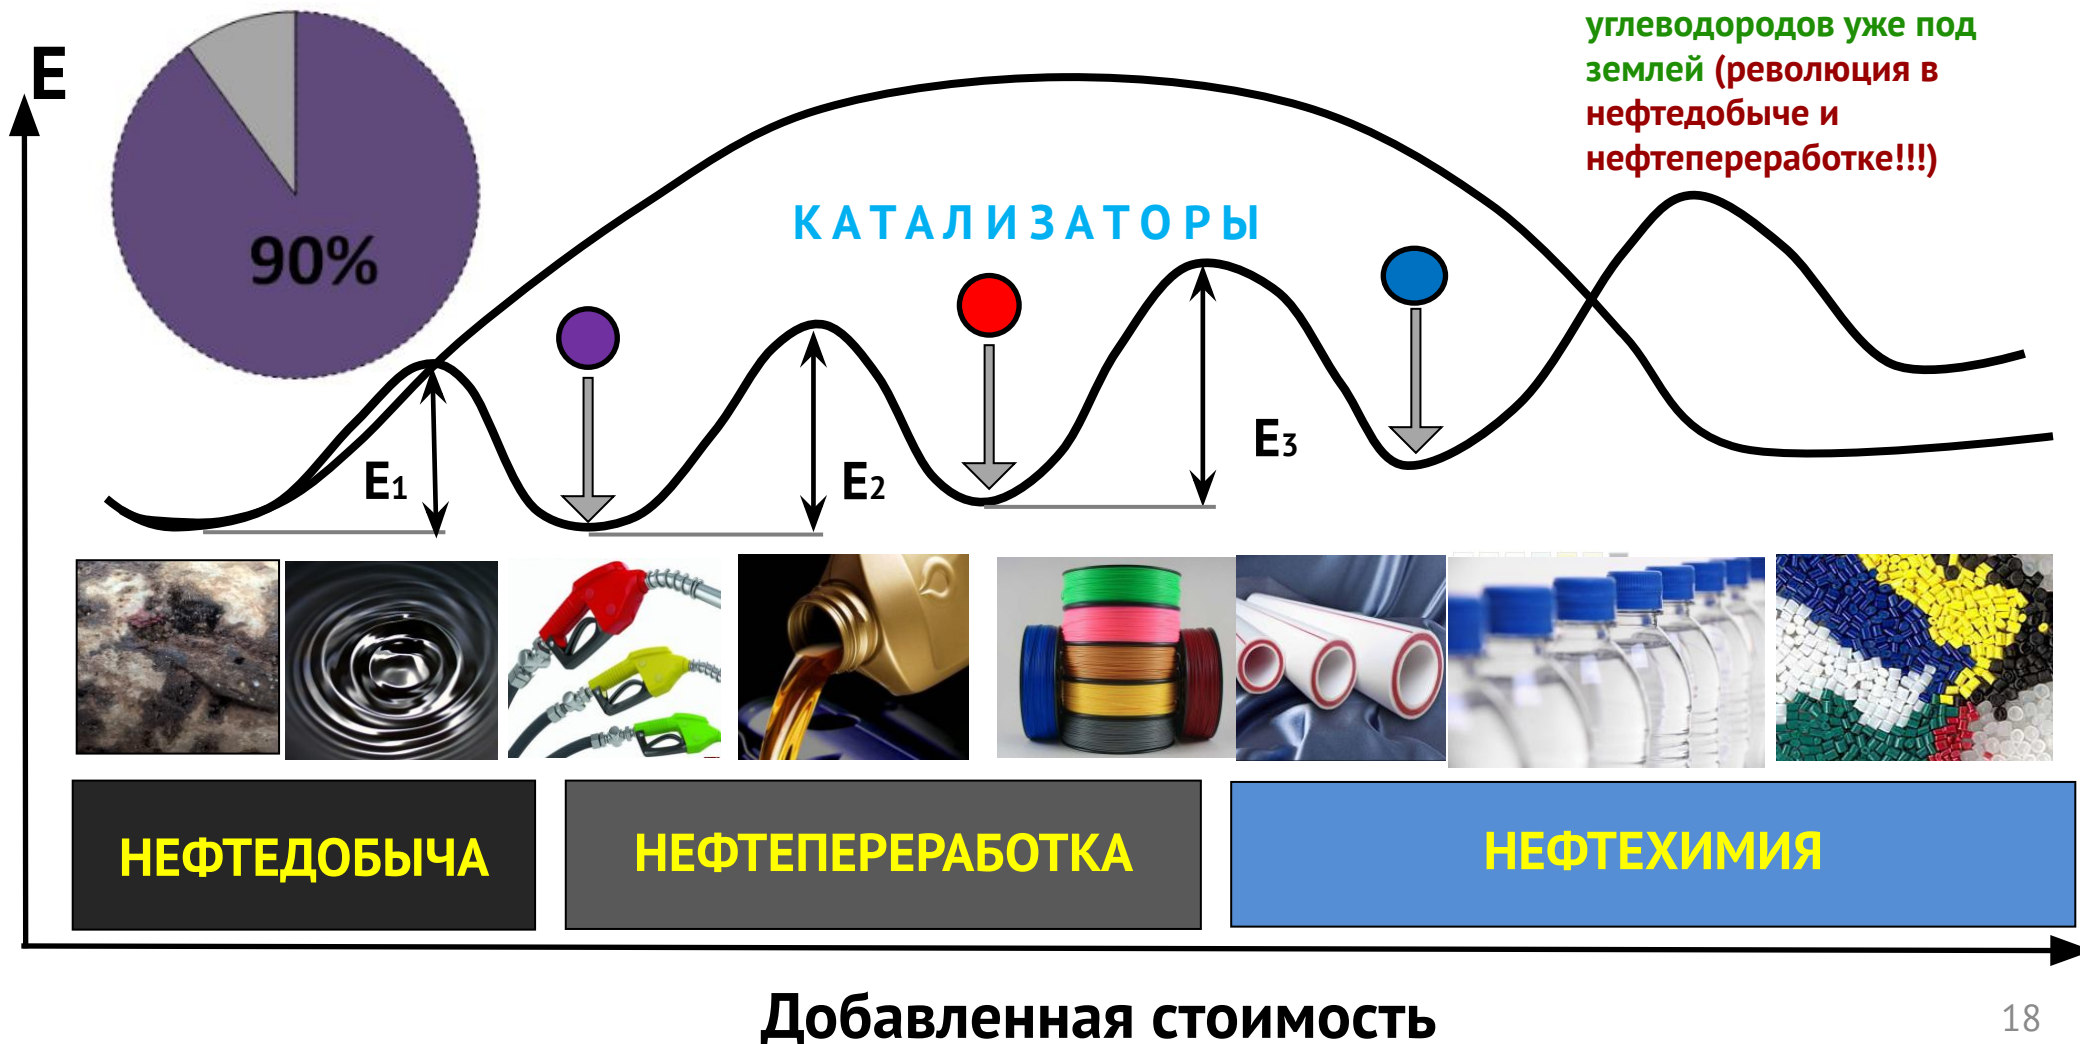 E
углеводородов уже под
землей (революция в
нефтедобыче и
нефтепереработке!!!)
90%
КАТАЛИЗАТОРЫ
E1
E2
E3
НЕФТЕДОБЫЧА
НЕФТЕПЕРЕРАБОТКА
НЕФТЕХИМИЯ
Добавленная стоимость
18